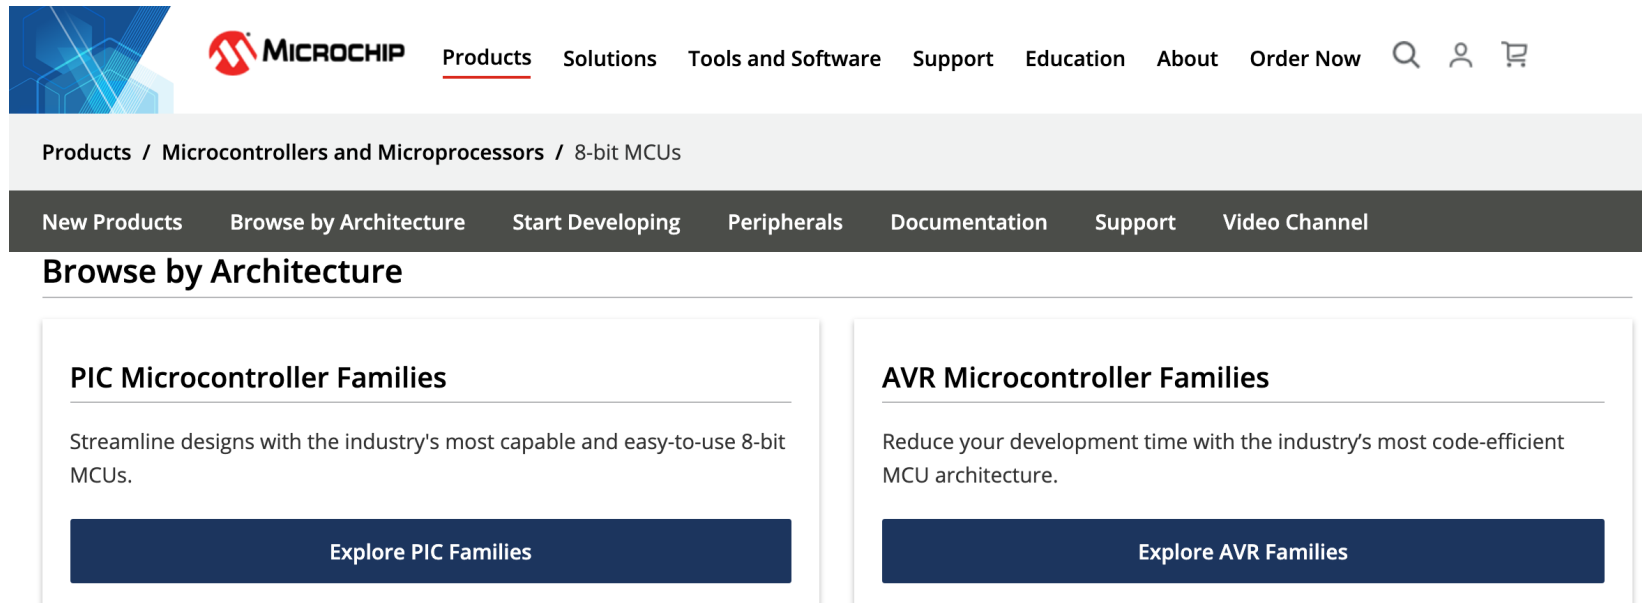 MICROCHIP Products Solutions Tools and Software Support Education About Order Now
Products / Microcontrollers and Microprocessors / 8-bit MCUs
New Products Browse by Architecture Start Developing Peripherals Documentation Support Video Channel
Browse by Architecture
PIC Microcontroller Families
Streamline designs with the industry's most capable and easy-to-use 8-bit
MCUs.
Explore PIC Families
AVR Microcontroller Families
Reduce your development time with the industry’s most code-efficient
MCU architecture.
Explore AVR Families